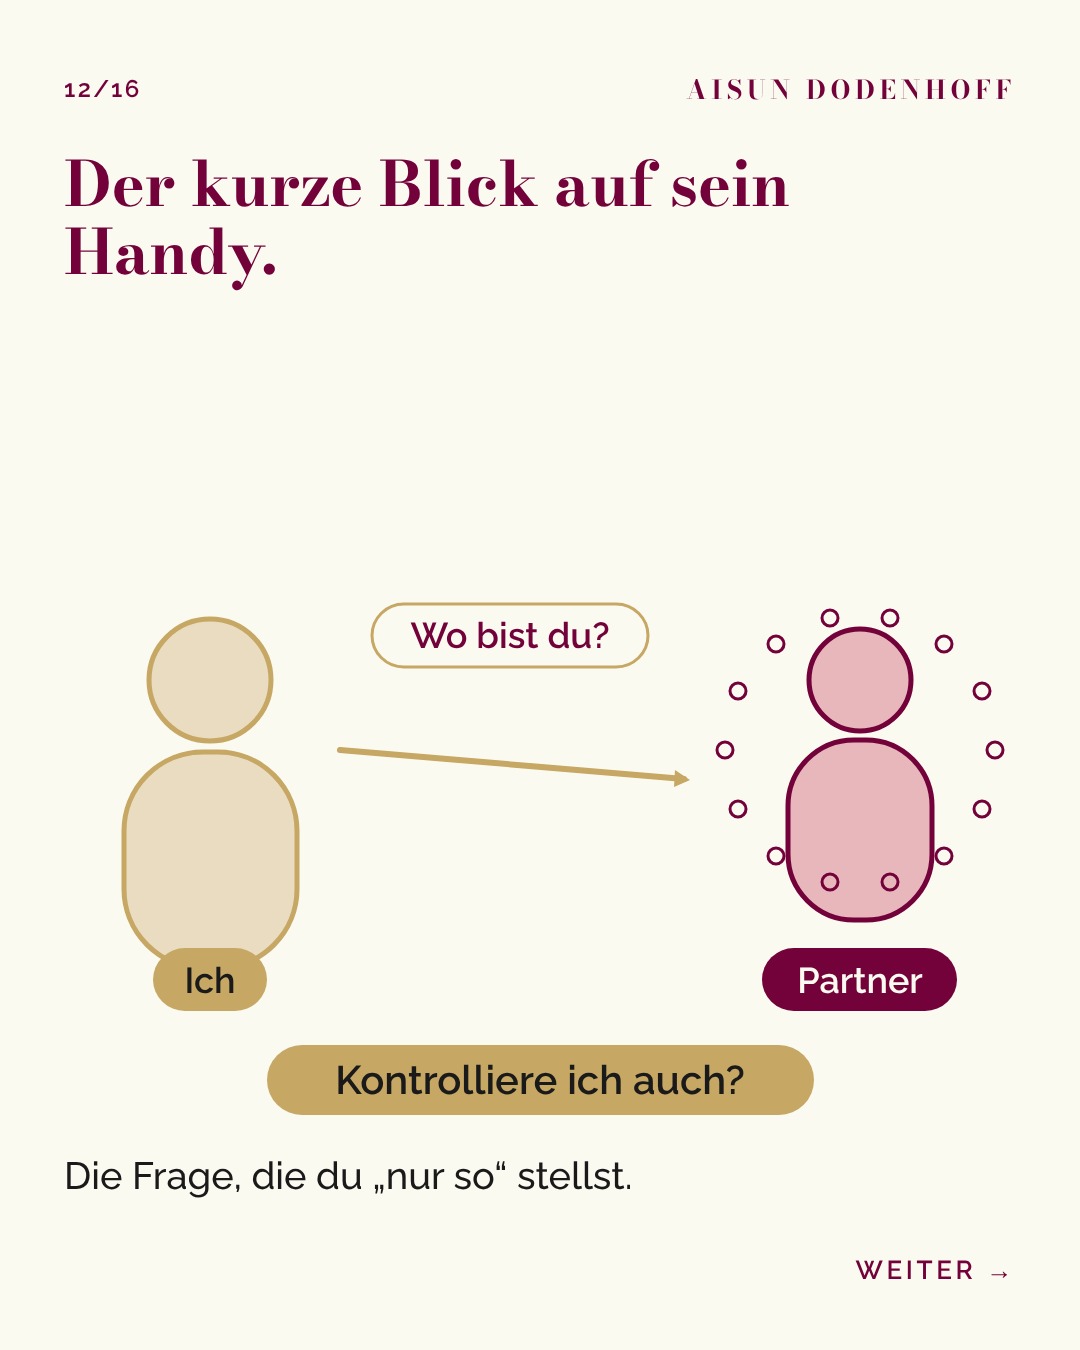 12/16
AISUN DODENHOFF
Der kurze Blick auf sein
Handy.
Wo bist du?
Ich
Partner
Kontrolliere ich auch?
Die Frage, die du „nur so“ stellst.
WEITER →